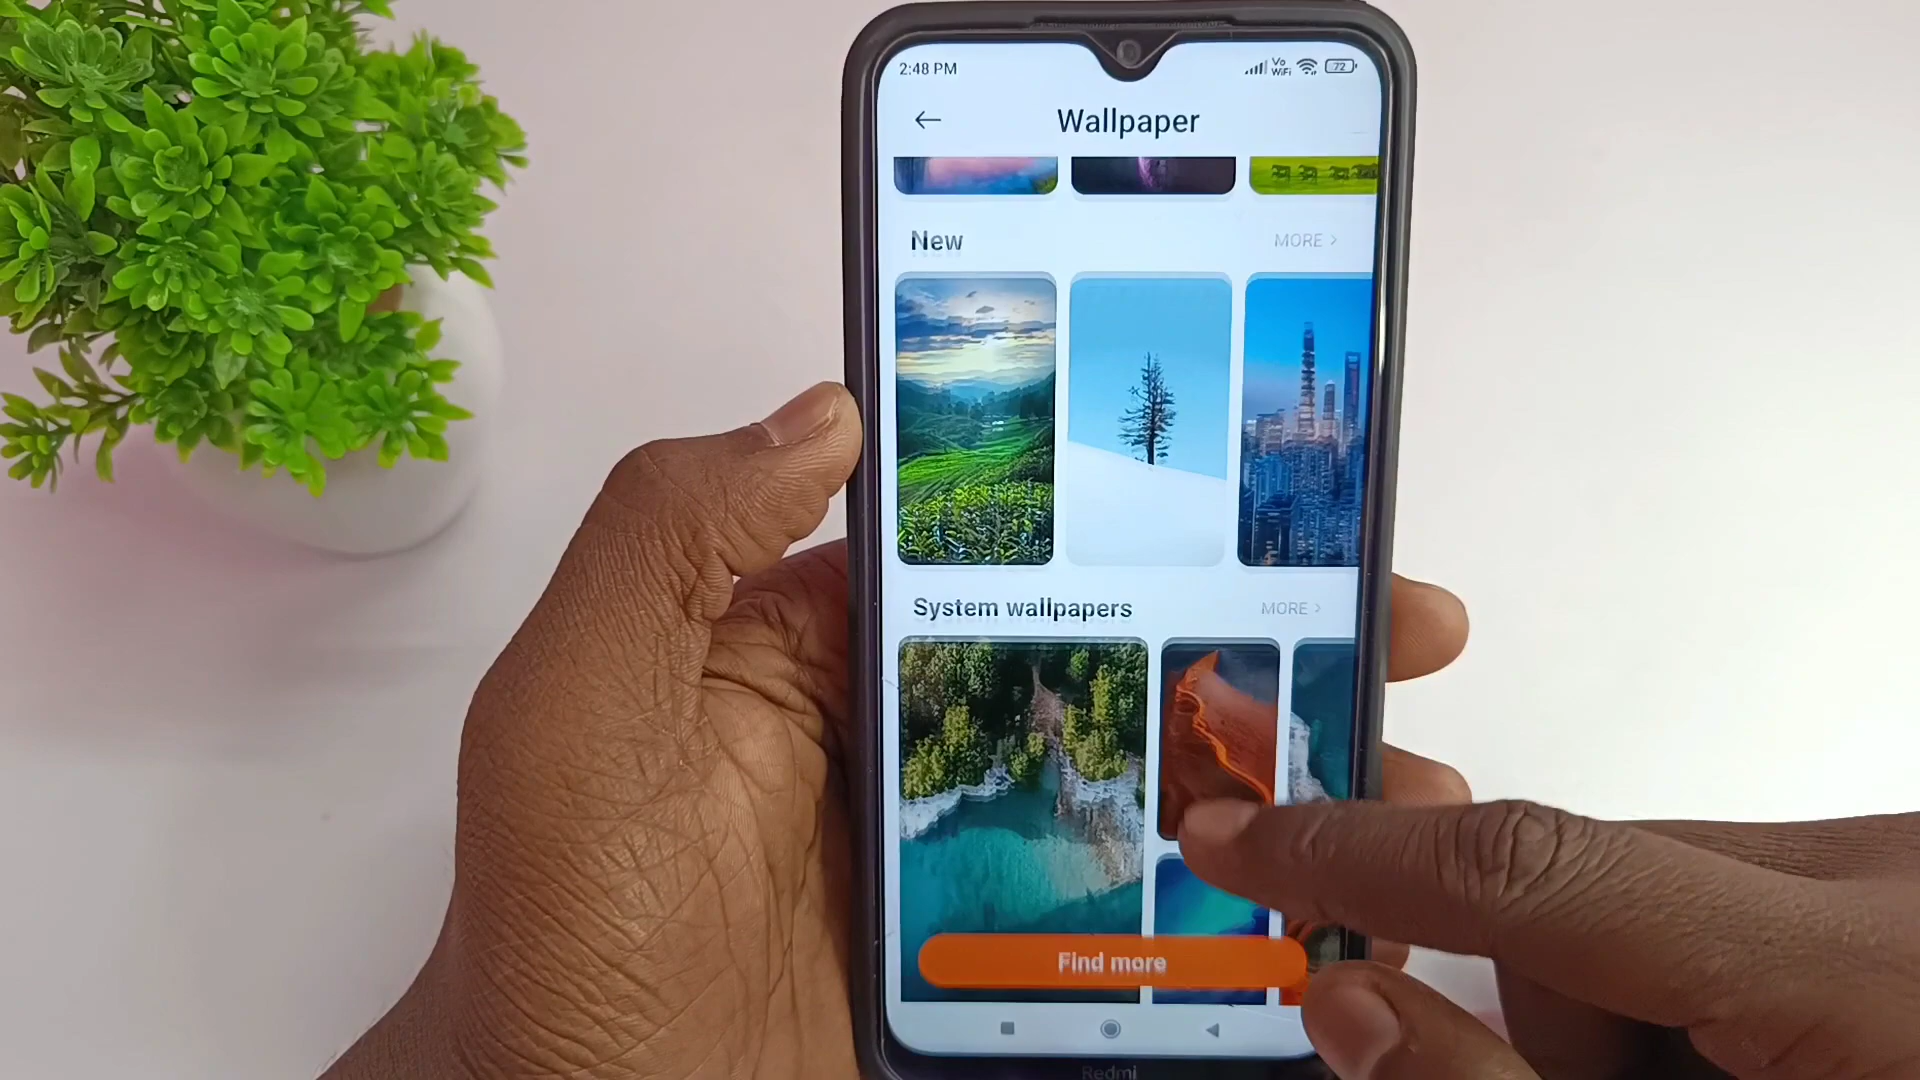 2:48 PM
Vo
WiFi
72
Wallpaper
New
MORE >
System wallpapers
MORE >
Find more
Redmi